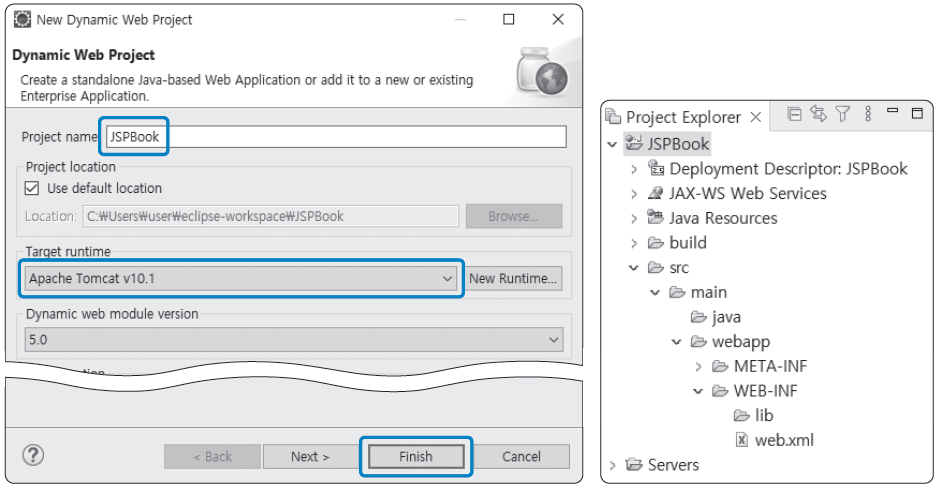 New Dynamic Web Project
Dynamic Web Project
Create a standalone Java-based Web Application or add it to a new or existing
Enterprise Application.
Project name: JSPBook
Project location
Use default location
Location: C:₩Users₩user₩eclipse-workspace₩JSPBook Browse...
Target runtime
Apache Tomcat v10.1 New Runtime...
Dynamic web module version
5.0
< Back Next > Finish Cancel
Project Explorer
JSPBook
Deployment Descriptor: JSPBook
JAX-WS Web Services
Java Resources
build
src
main
java
webapp
META-INF
WEB-INF
lib
web.xml
Servers